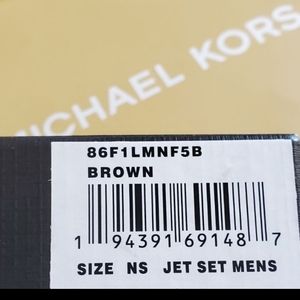 MICHAEL KORS
86F1LMNF5B
BROWN
1 94391 69148 7
SIZE NS JET SET MENS